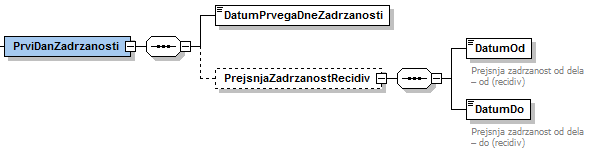 DatumPrvegaDneZadrzanosti
PrviDanZadrzanosti
PrejsnjaZadrzanostRecidiv
DatumOd
Prejsnja zadrzanost od dela
– od (recidiv)
DatumDo
Prejsnja zadrzanost od dela
– do (recidiv)